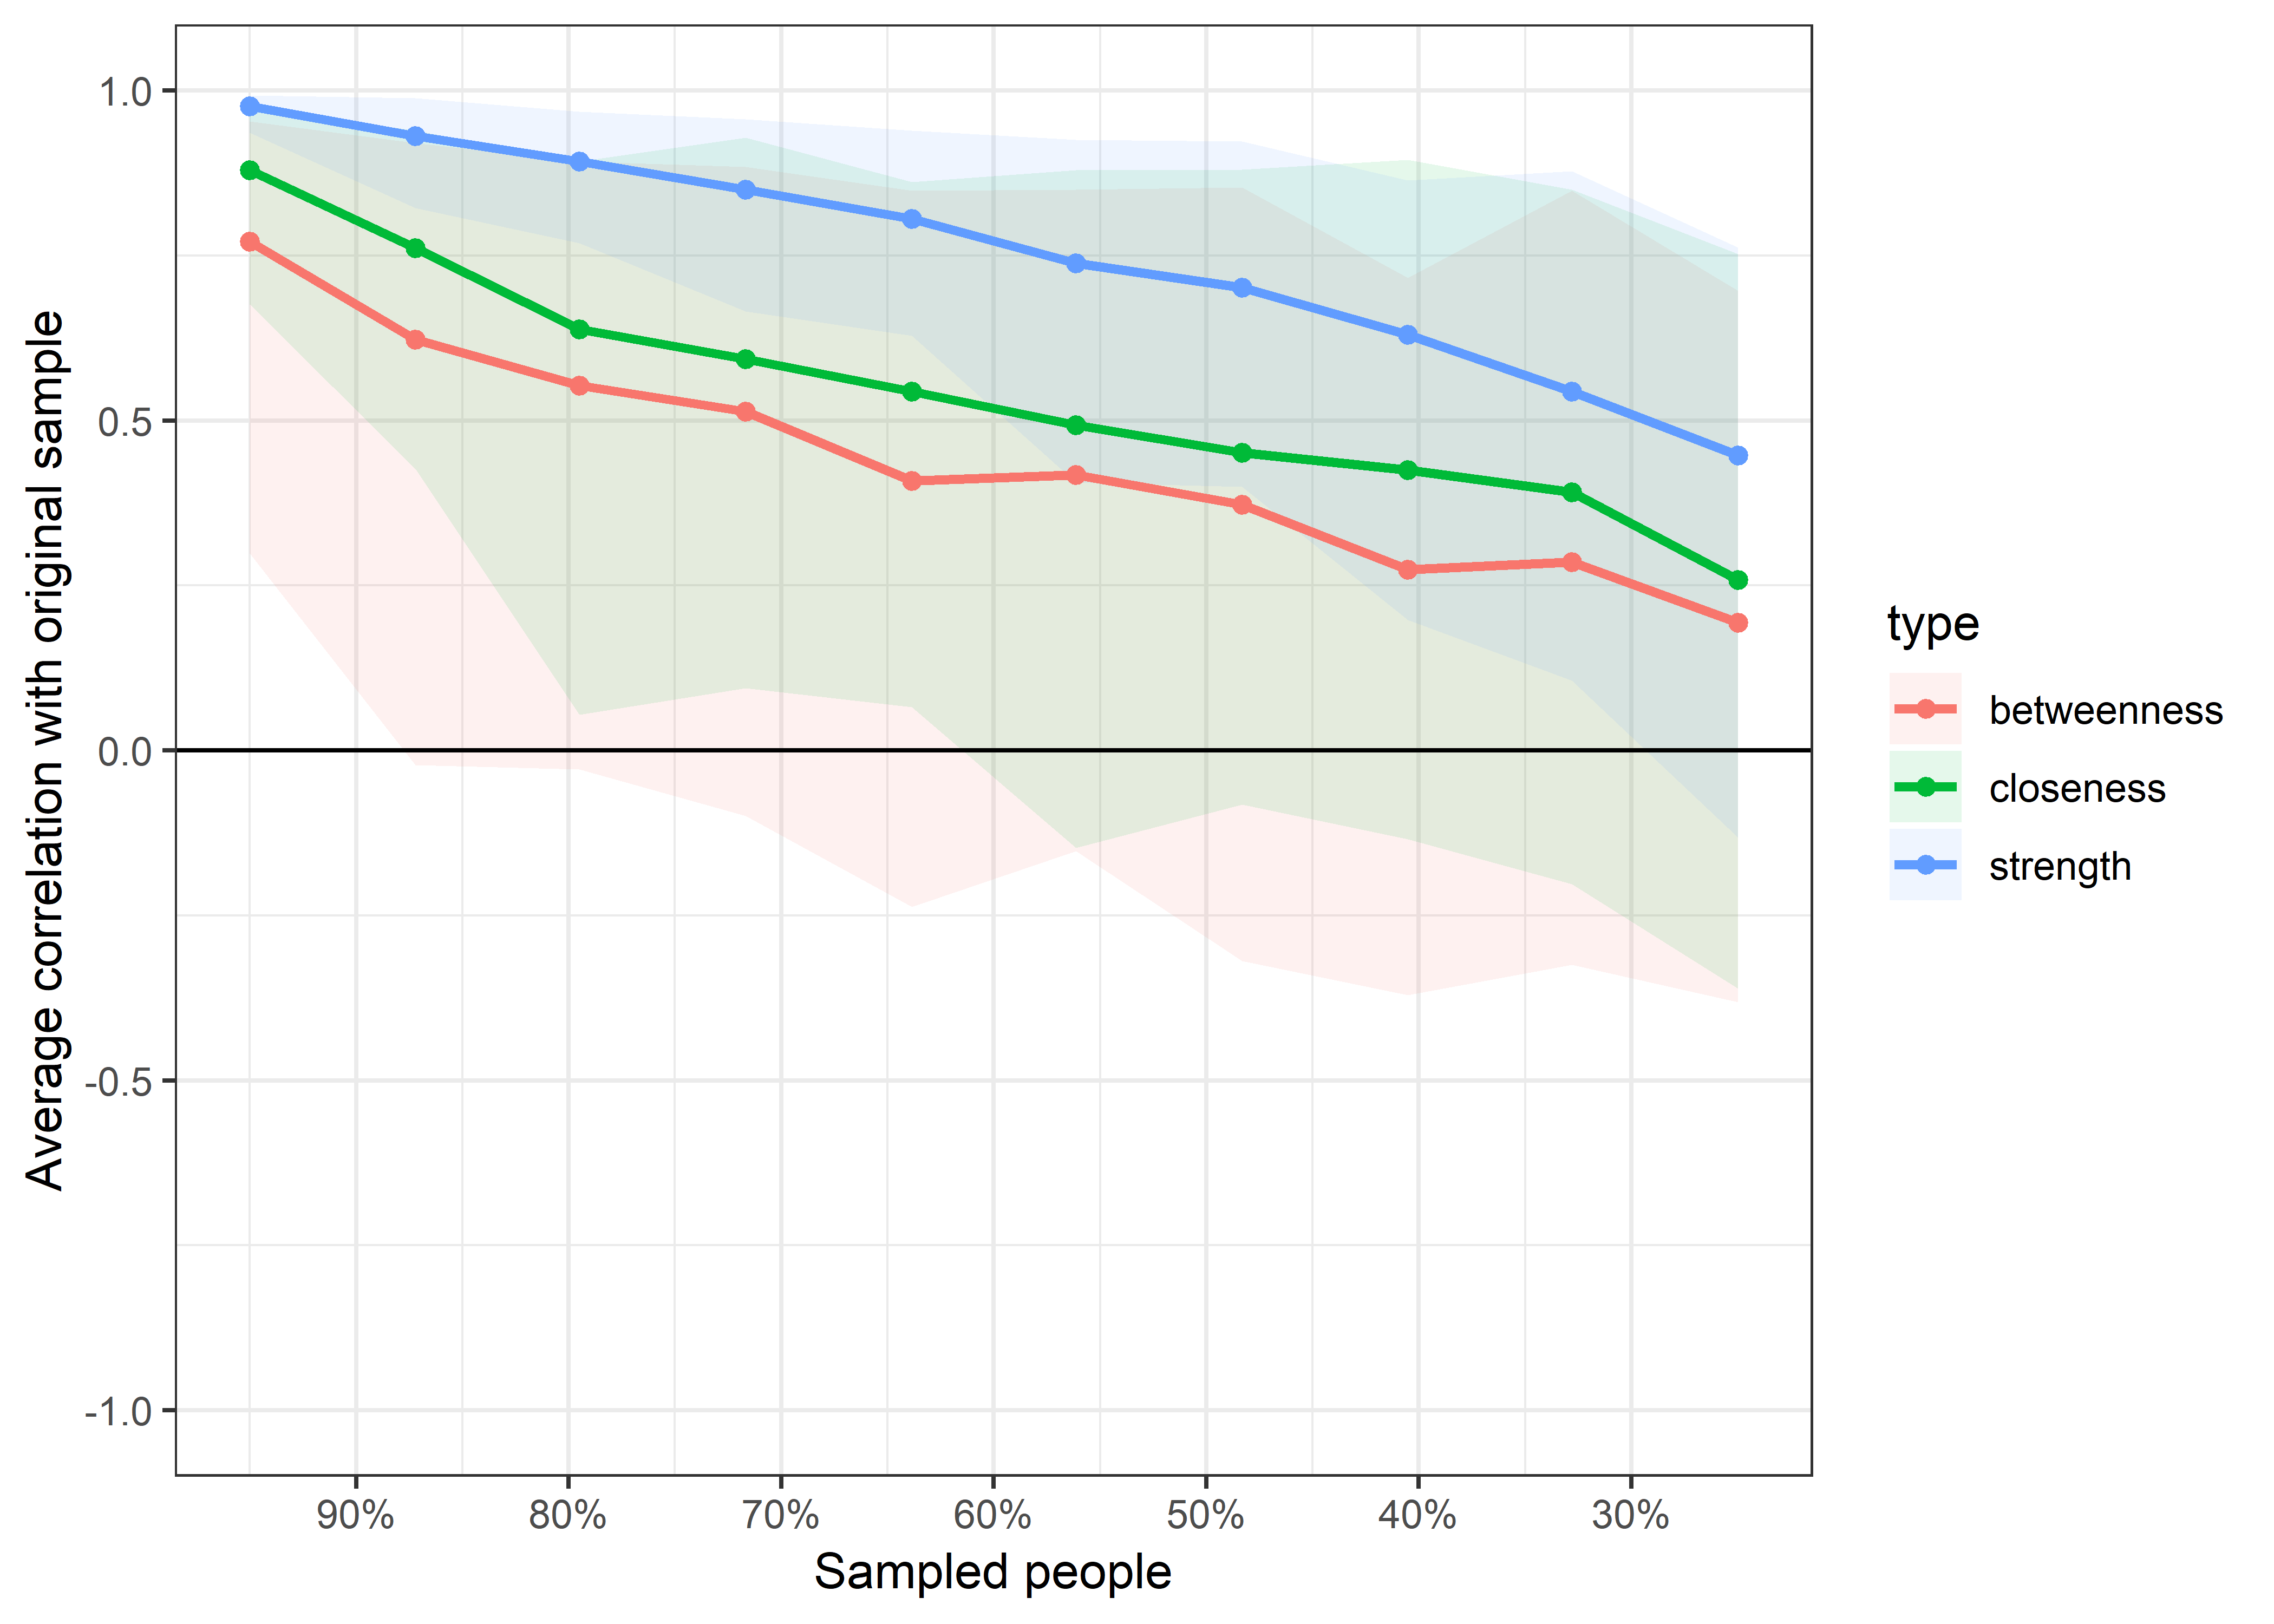 Average correlation with original sample
1.0
0.5
0.0
-0.5
-1.0
90% 80% 70% 60% 50% 40% 30%
Sampled people
type
betweenness
closeness
strength